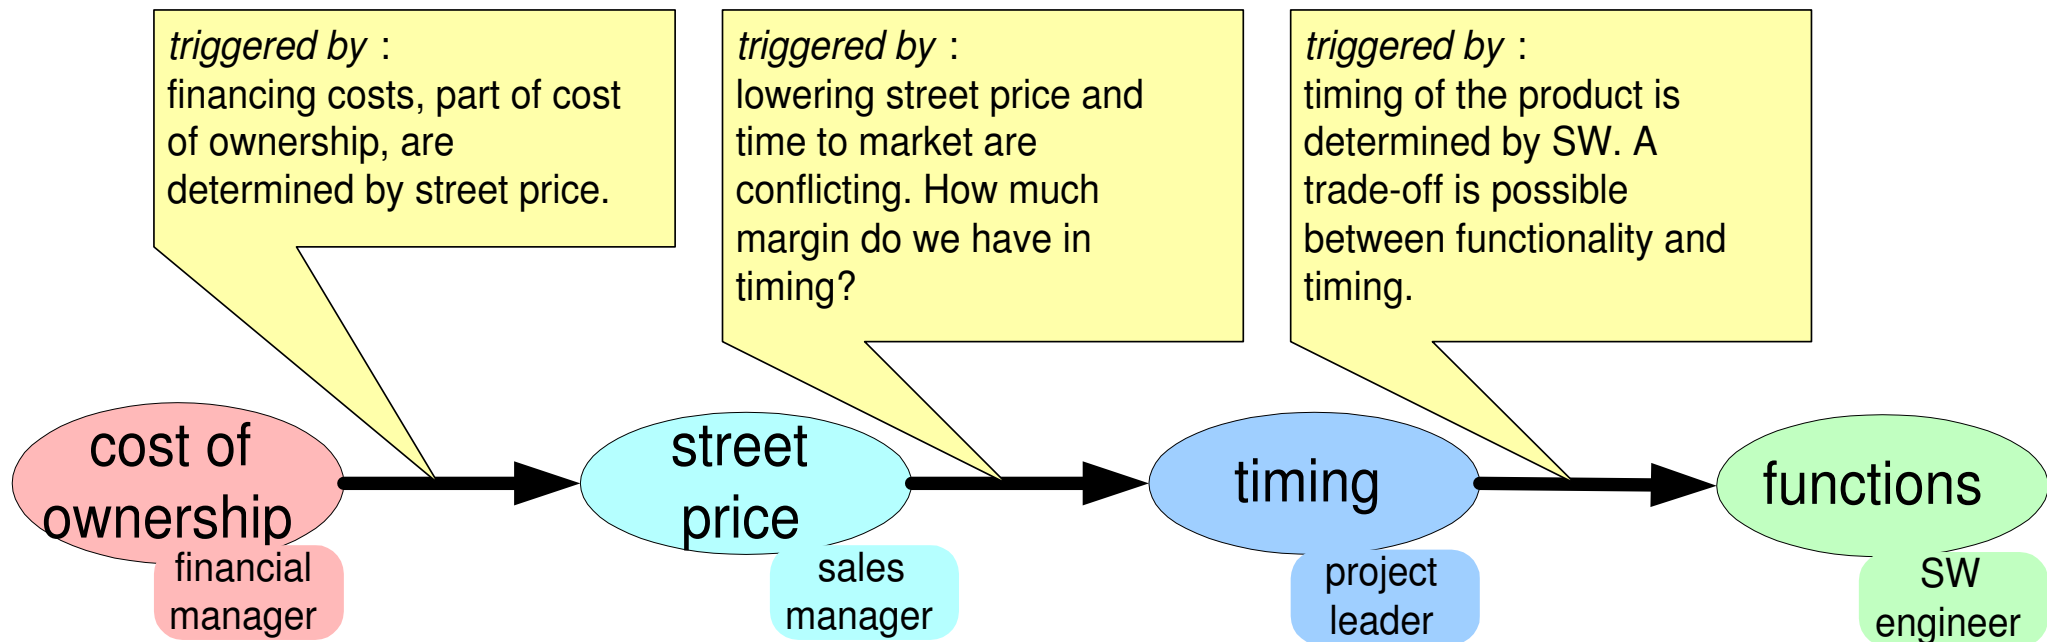 triggered by :
financing costs, part of cost
of ownership, are
determined by street price.
triggered by :
lowering street price and
time to market are
conflicting. How much
margin do we have in
timing?
triggered by :
timing of the product is
determined by SW. A
trade-off is possible
between functionality and
timing.
cost of
ownership
financial
manager
street
price
sales
manager
timing
project
leader
functions
SW
engineer